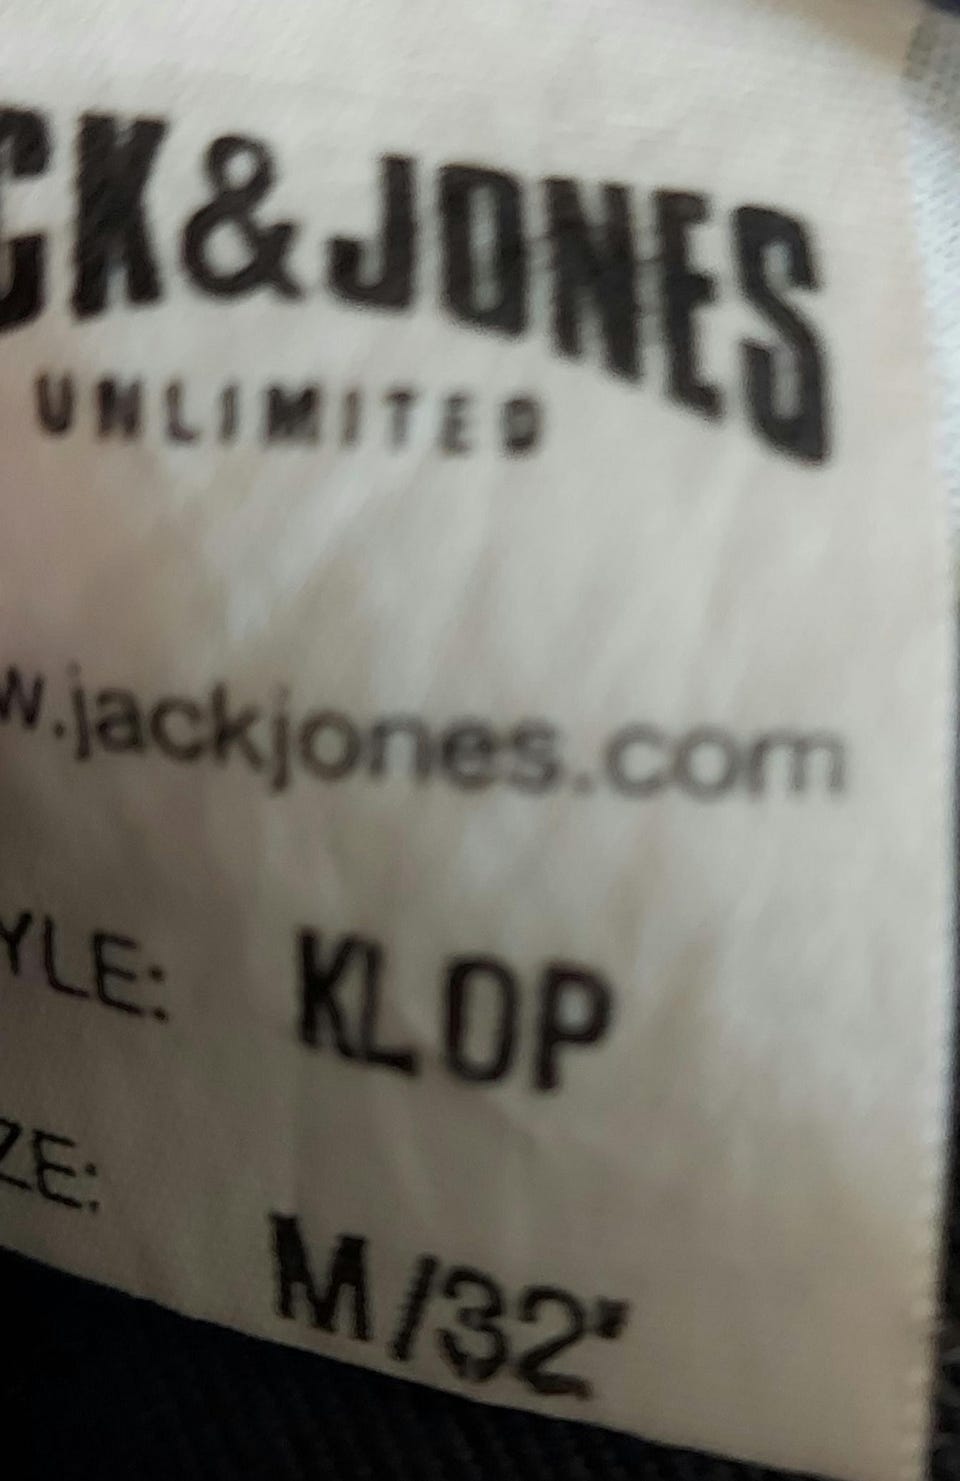 CK&JONES
UNLIMITED
w.jackjones.com
YLE: KLOP
ZE: M/32"